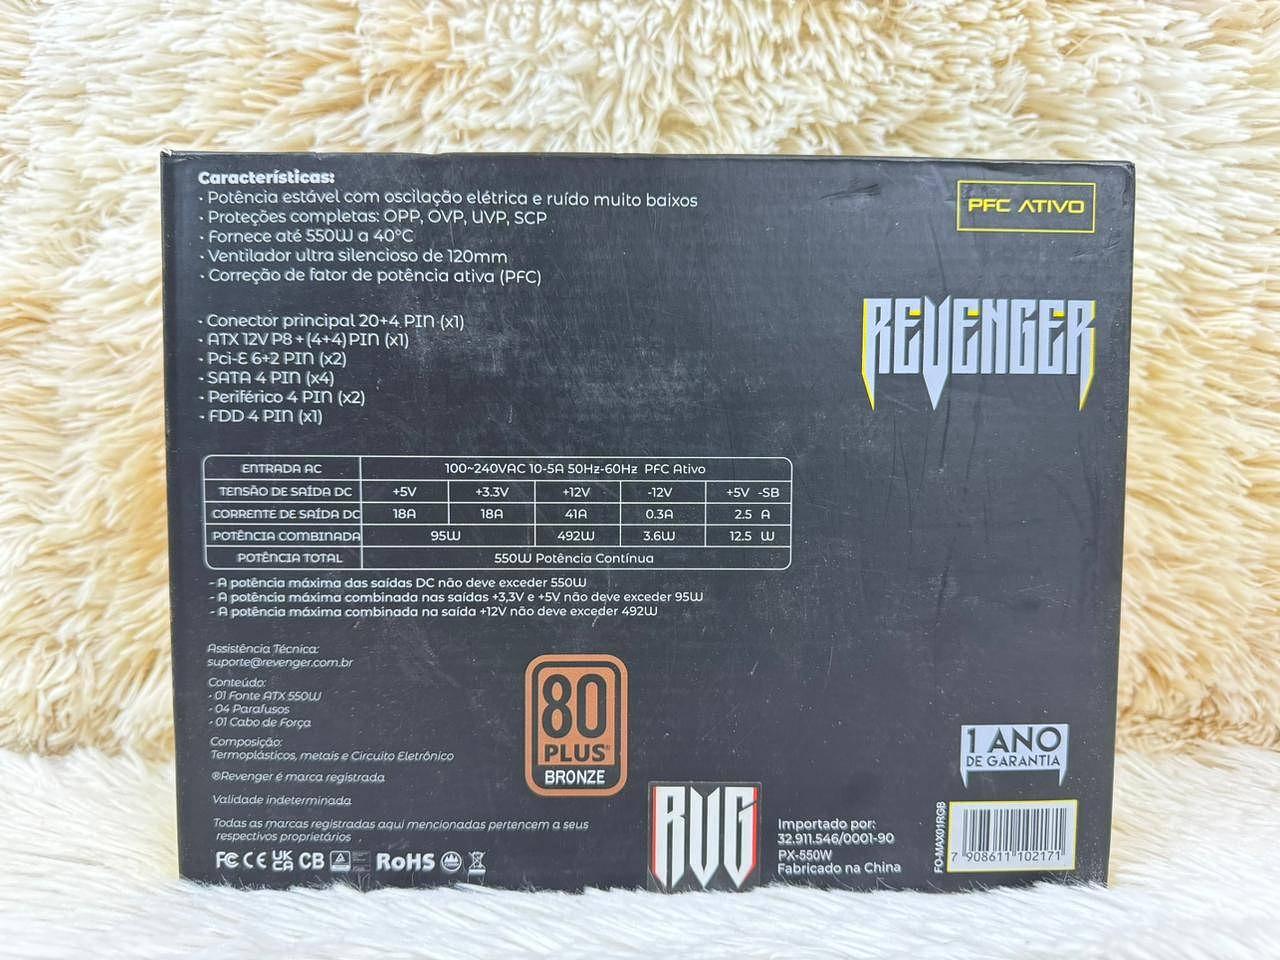 Características:
· Potência estável com oscilação elétrica e ruído muito baixos
· Proteções completas: OPP, OVP, UVP, SCP
· Fornece até 550W a 40°C
· Ventilador ultra silencioso de 120mm
· Correção de fator de potência ativa (PFC)
· Conector principal 20+4 PIN (x1)
· ATX 12V P8 +(4+4)PIN (x1)
· Pci-E 6+2 PIN (x2)
· SATA 4 PIN (x4)
· Periférico 4 PIN (x2)
· FDD 4 PIN (x1)
PFC ATIVO
REVENGER
ENTRADA AC 100~240VAC 10-5A 50Hz-60Hz PFC Ativo
TENSÃO DE SAÍDA DC +5V +3.3V +12V -12V +5V -SB
CORRENTE DE SAÍDA DC 18A 18A 41A 0.3A 2.5 A
POTÊNCIA COMBINADA 95W 492W 3.6W 12.5 W
POTÊNCIA TOTAL 550W Potência Contínua
- A potência máxima das saídas DC não deve exceder 550W
- A potência máxima combinada nas saídas +3,3V e +5V não deve exceder 95W
- A potência máxima combinada na saída +12V não deve exceder 492W
Assistência Técnica:
suporte@revenger.com.br
Conteúdo:
- 01 Fonte ATX 550W
- 04 Parafusos
- 01 Cabo de Força
Composição:
Termoplásticos, metais e Circuito Eletrônico
®Revenger é marca registrada
Validade indeterminada
Todas as marcas registradas aqui mencionadas pertencem a seus
respectivos proprietários
FC CE UKCA CB RoHS
80
PLUS®
BRONZE
RVG
Importado por:
32.911.546/0001-90
PX-550W
Fabricado na China
1 ANO
DE GARANTIA
FO-MAX01RGB
7 908611 102171